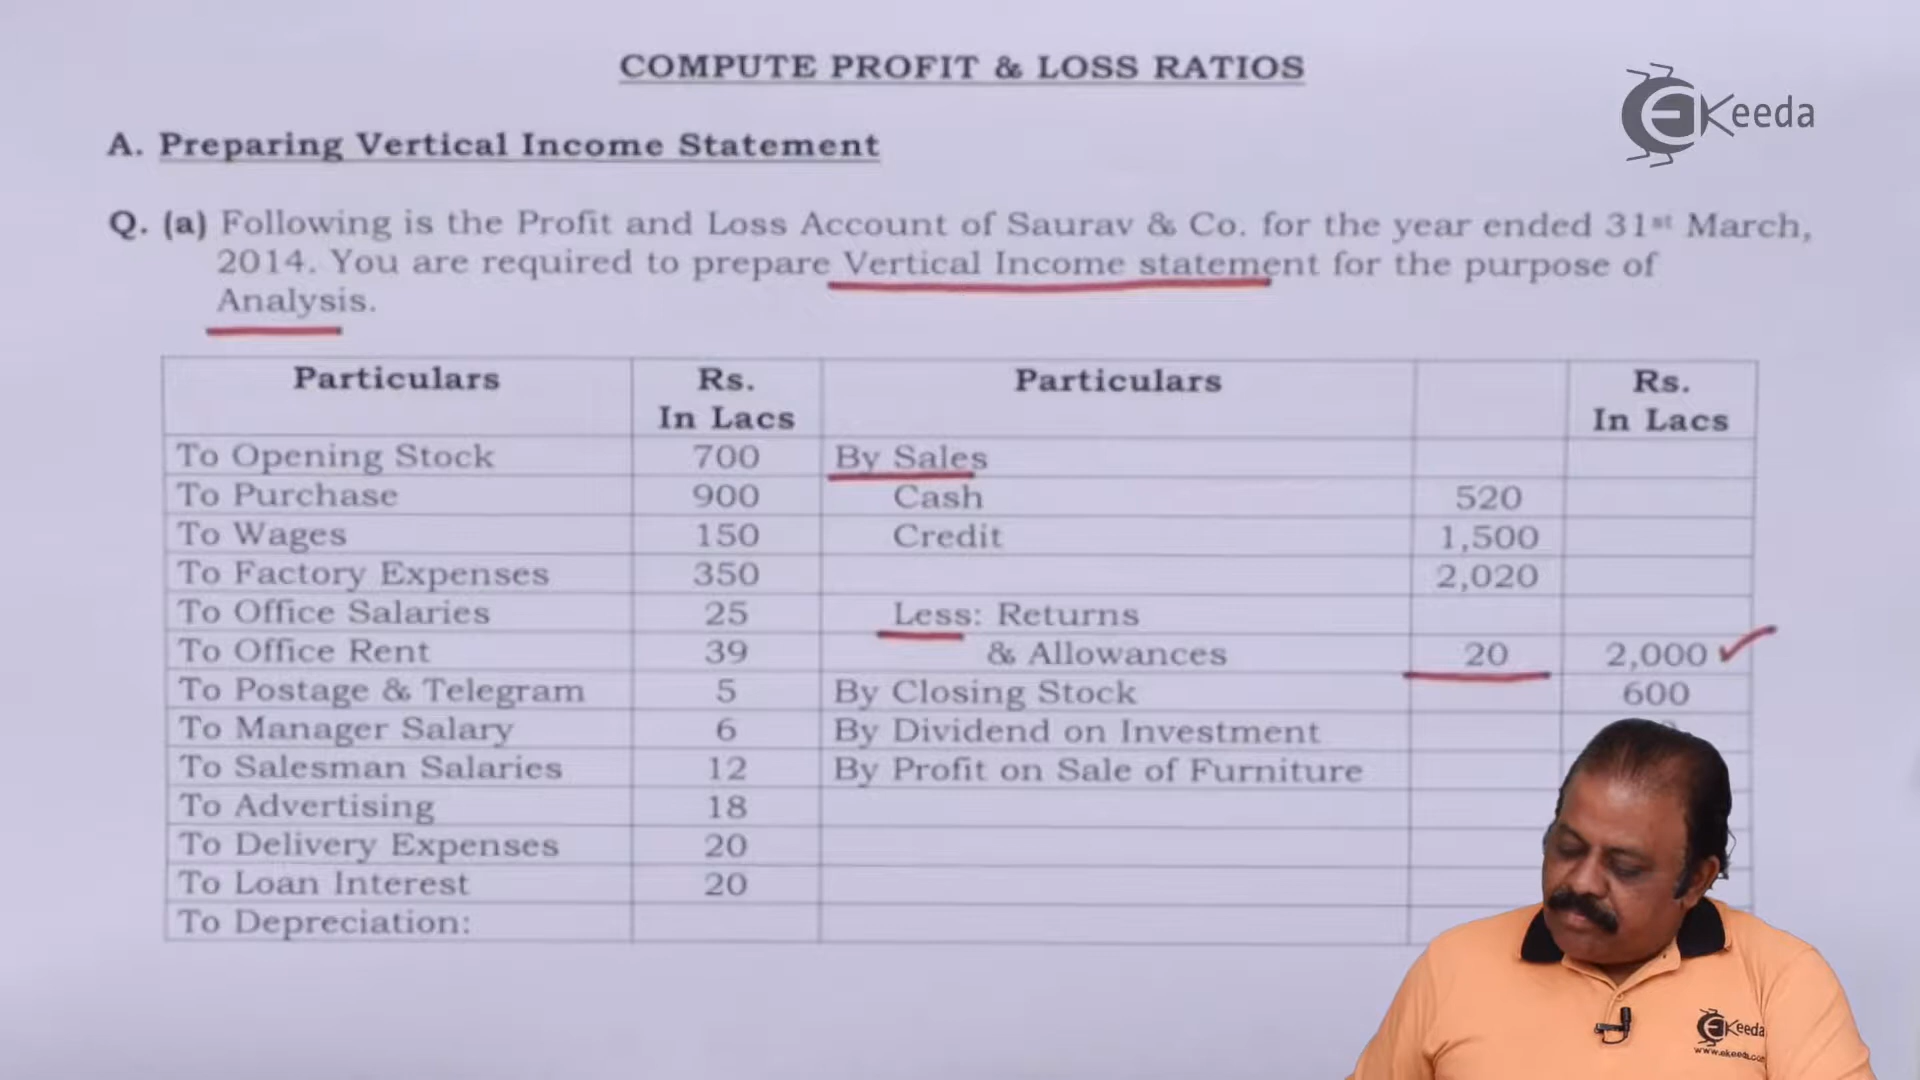 COMPUTE PROFIT & LOSS RATIOS
EKeeda
A. Preparing Vertical Income Statement
Q. (a) Following is the Profit and Loss Account of Saurav & Co. for the year ended 31st March,
2014. You are required to prepare Vertical Income statement for the purpose of
Analysis.
Particulars Rs. In Lacs Particulars Rs. In Lacs
To Opening Stock 700 By Sales
To Purchase 900 Cash 520
To Wages 150 Credit 1,500
To Factory Expenses 350 2,020
To Office Salaries 25 Less: Returns
To Office Rent 39 & Allowances 20 2,000
To Postage & Telegram 5 By Closing Stock 600
To Manager Salary 6 By Dividend on Investment
To Salesman Salaries 12 By Profit on Sale of Furniture
To Advertising 18
To Delivery Expenses 20
To Loan Interest 20
To Depreciation:
EKeeda